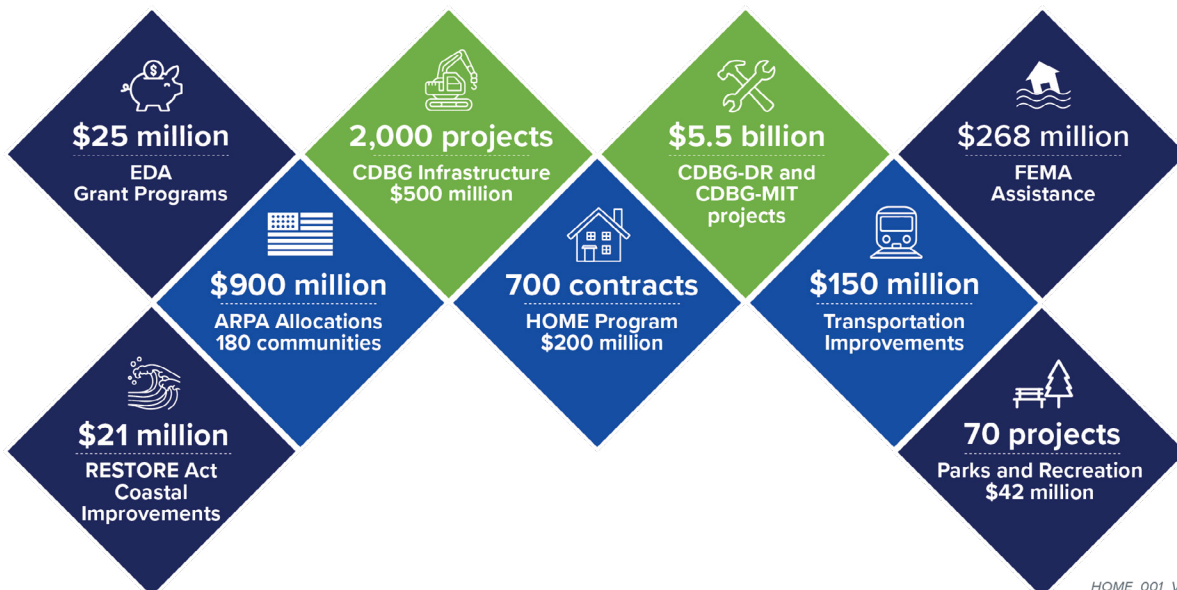 $25 million
EDA
Grant Programs
2,000 projects
CDBG Infrastructure
$500 million
$5.5 billion
CDBG-DR and
CDBG-MIT
projects
$268 million
FEMA
Assistance
$900 million
ARPA Allocations
180 communities
700 contracts
HOME Program
$200 million
$150 million
Transportation
Improvements
$21 million
RESTORE Act
Coastal
Improvements
70 projects
Parks and Recreation
$42 million
HOME_001_V